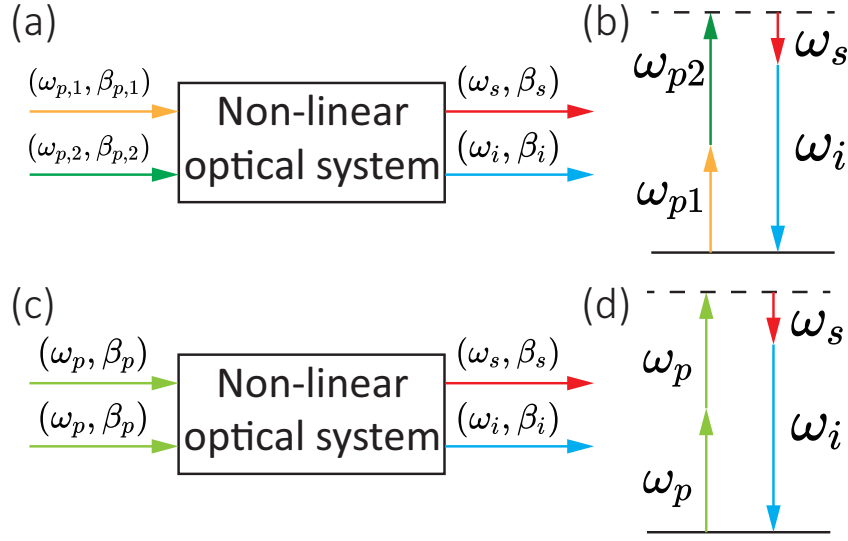 (a)
(ω_{p,1}, β_{p,1})
(ω_{p,2}, β_{p,2})
Non-linear
optical system
(ω_s, β_s)
(ω_i, β_i)
(b)
ω_{p2}
ω_{p1}
ω_s
ω_i
(c)
(ω_p, β_p)
(ω_p, β_p)
Non-linear
optical system
(ω_s, β_s)
(ω_i, β_i)
(d)
ω_p
ω_p
ω_s
ω_i